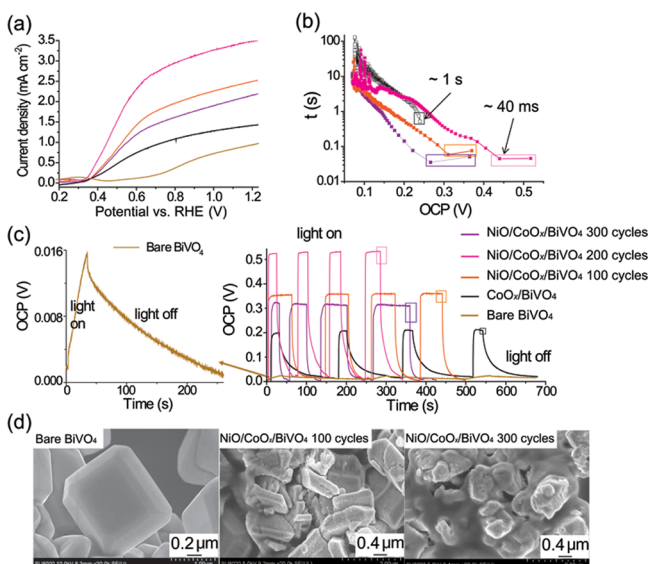 (a)
3.5
3.0
2.5
2.0
1.5
1.0
0.5
0.0
Current density (mA cm⁻²)
0.2 0.4 0.6 0.8 1.0 1.2
Potential vs. RHE (V)
(b)
100
10
1
0.1
0.01
t (s)
~ 1 s
~ 40 ms
0.1 0.2 0.3 0.4 0.5
OCP (V)
(c)
0.016
0.008
0.000
OCP (V)
Bare BiVO₄
light on
light off
0 100 200
Time (s)
light on
0.5
0.4
0.3
0.2
0.1
0.0
OCP (V)
light off
0 100 200 300 400 500 600 700
Time (s)
NiO/CoOₓ/BiVO₄ 300 cycles
NiO/CoOₓ/BiVO₄ 200 cycles
NiO/CoOₓ/BiVO₄ 100 cycles
CoOₓ/BiVO₄
Bare BiVO₄
(d)
Bare BiVO₄
0.2 µm
NiO/CoOₓ/BiVO₄ 100 cycles
0.4 µm
NiO/CoOₓ/BiVO₄ 300 cycles
0.4 µm